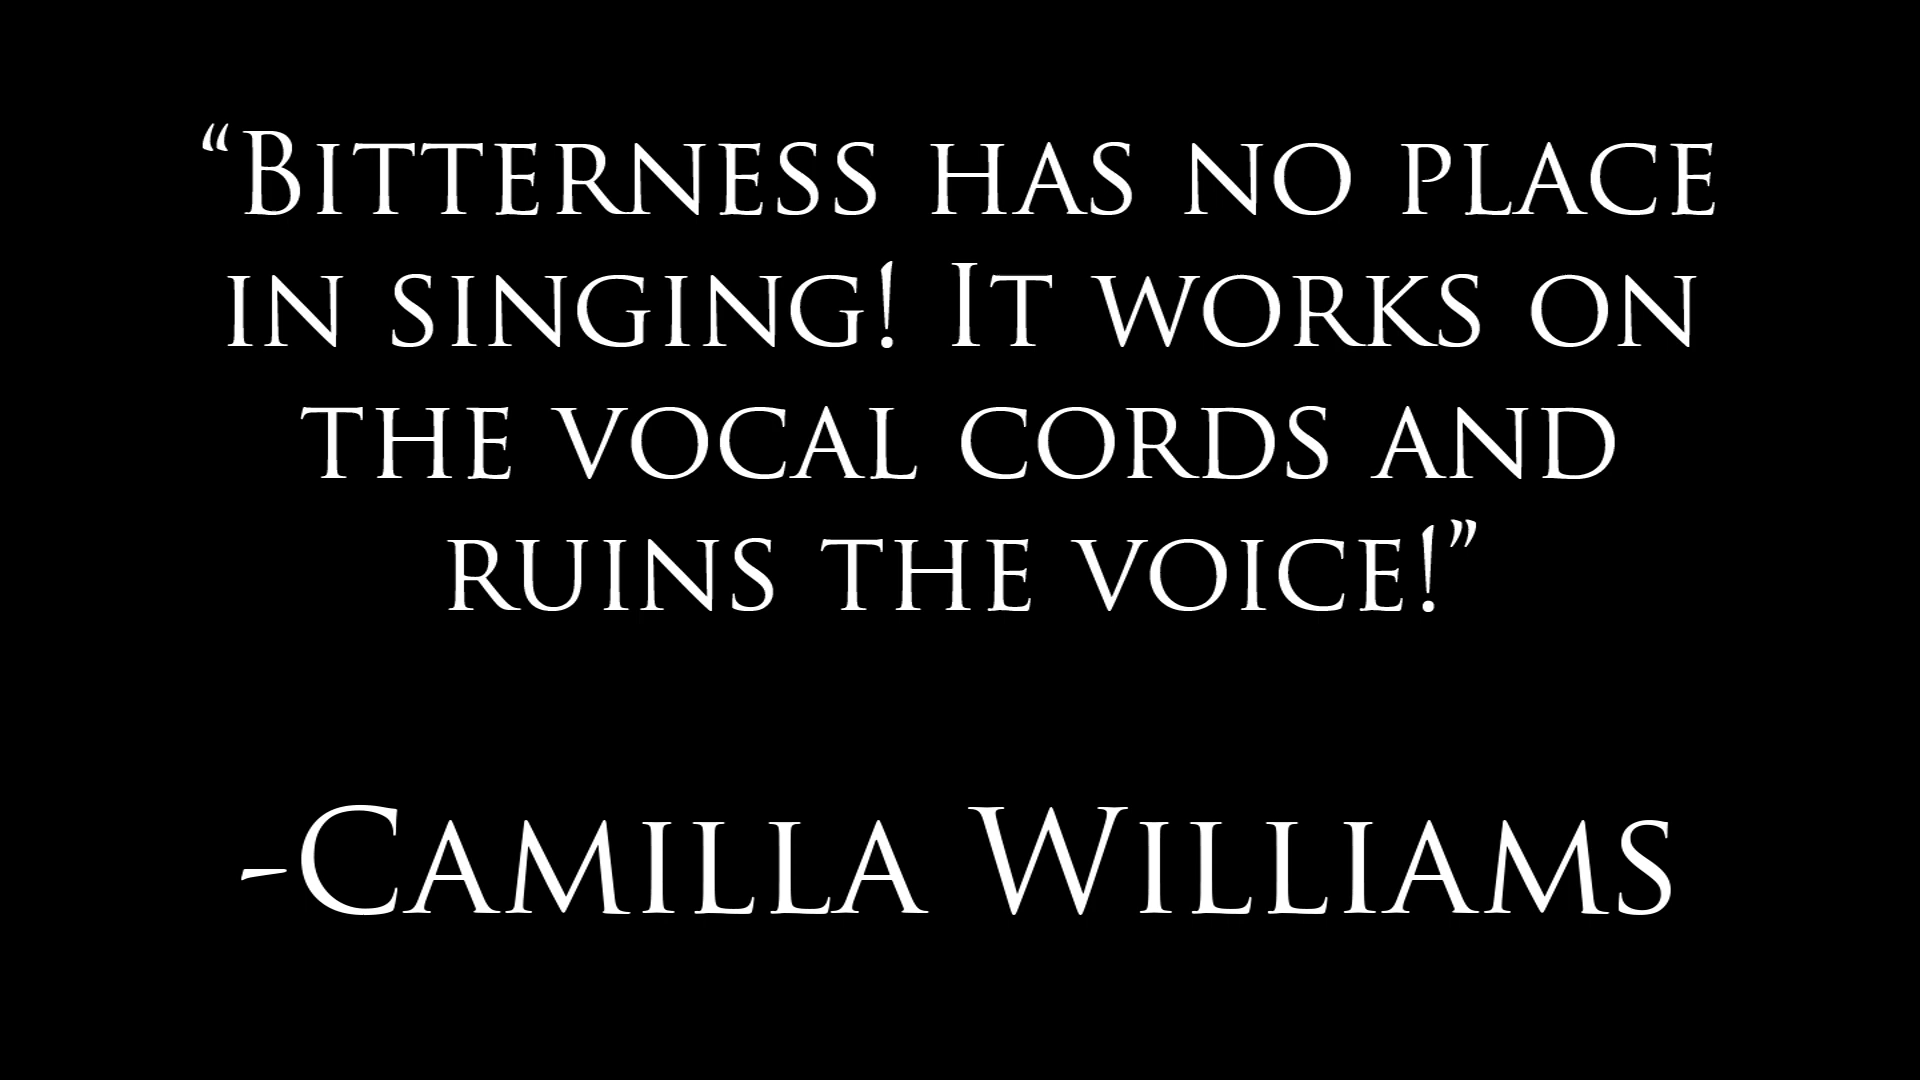 “Bitterness has no place
in singing! It works on
the vocal cords and
ruins the voice!”
-Camilla Williams